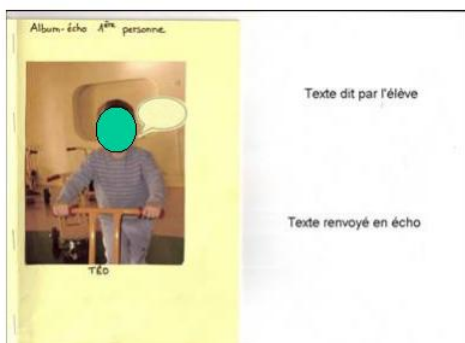 Album-écho 1ère personne
TÉO
Texte dit par l'élève
Texte renvoyé en écho